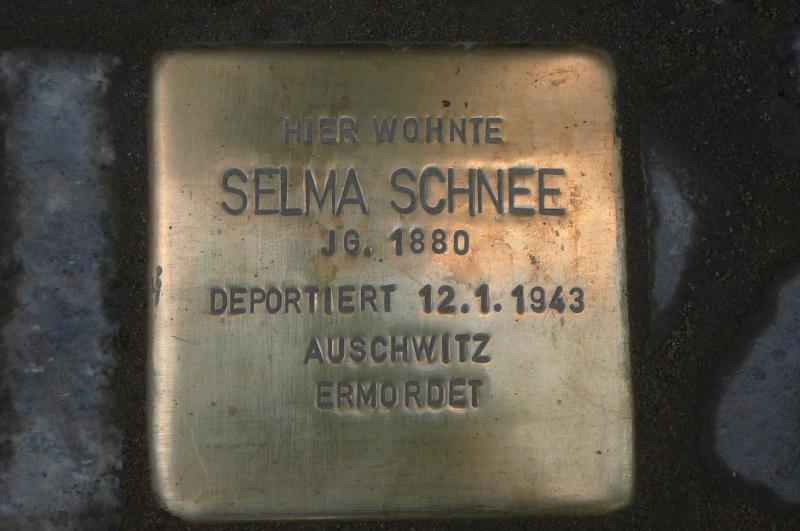 HIER WOHNTE
SELMA SCHNEE
JG. 1880
DEPORTIERT 12.1.1943
AUSCHWITZ
ERMORDET